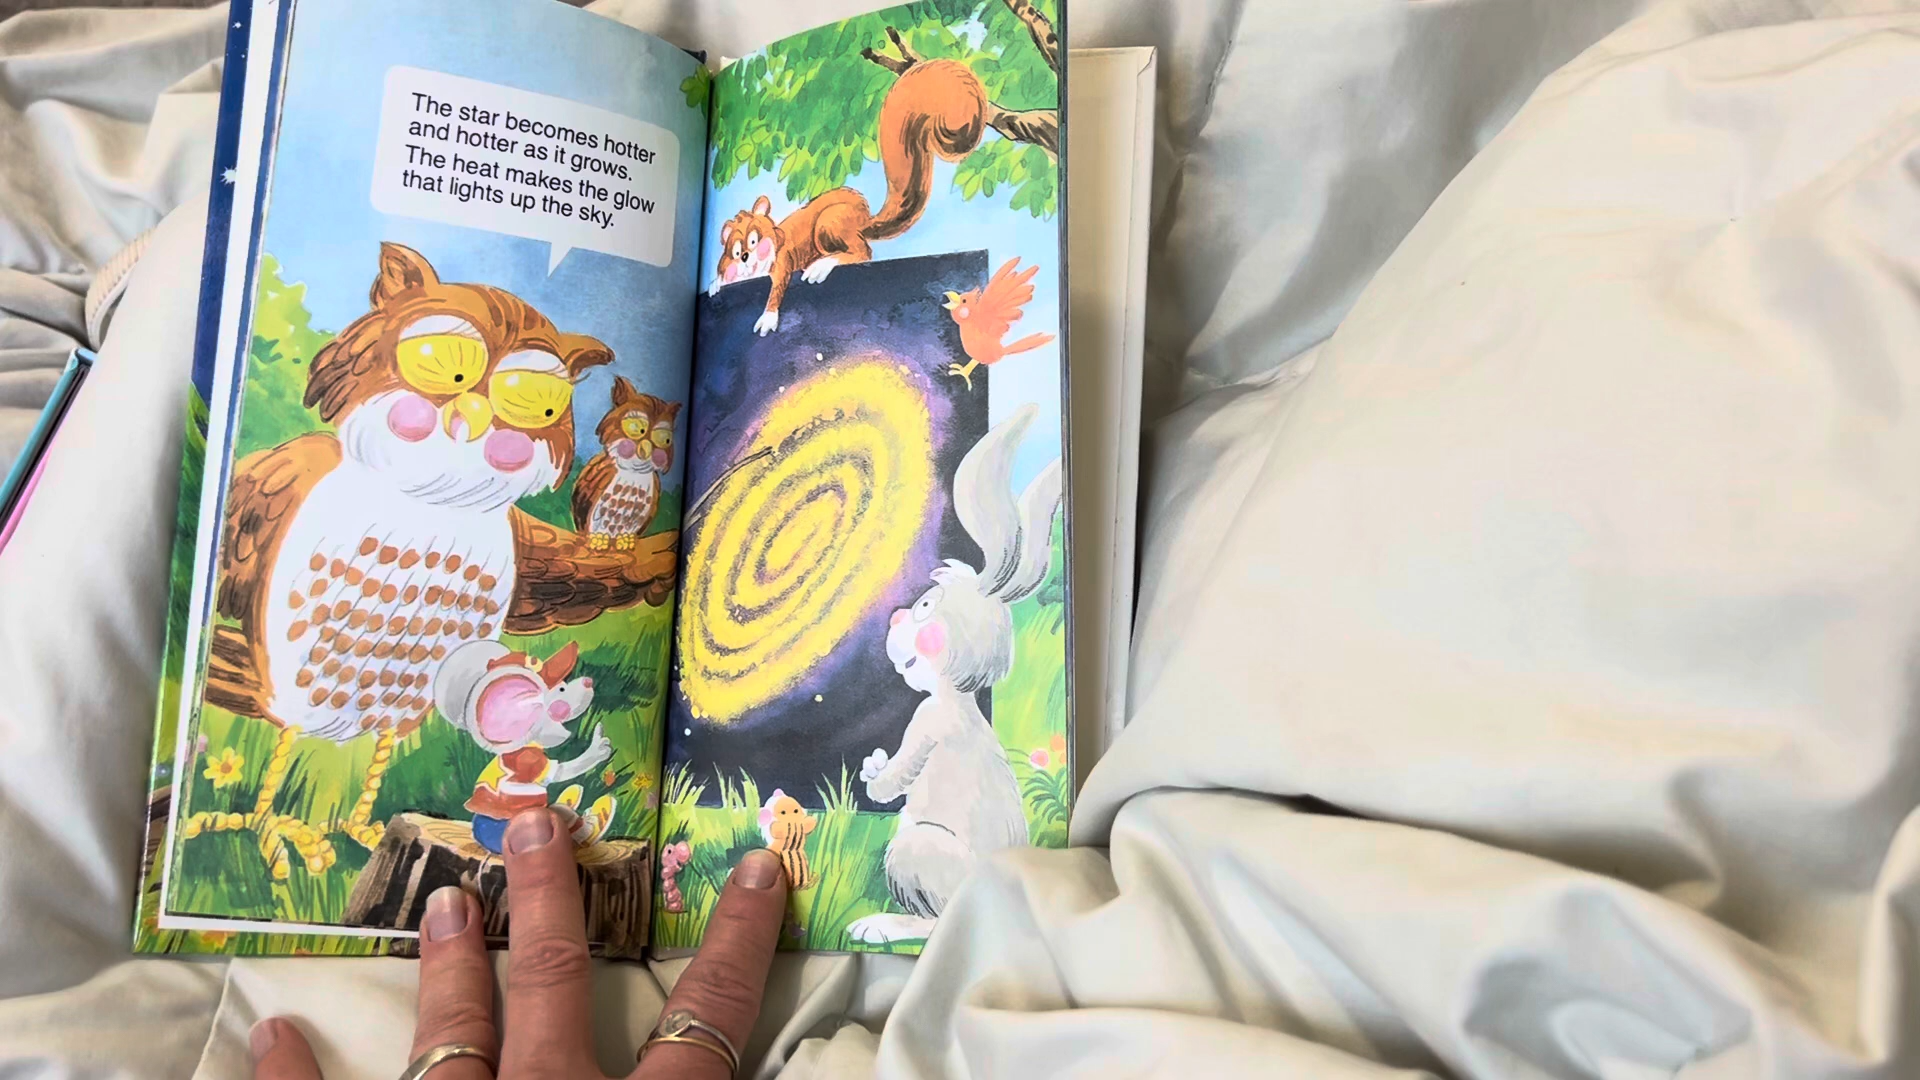 The star becomes hotter
and hotter as it grows.
The heat makes the glow
that lights up the sky.